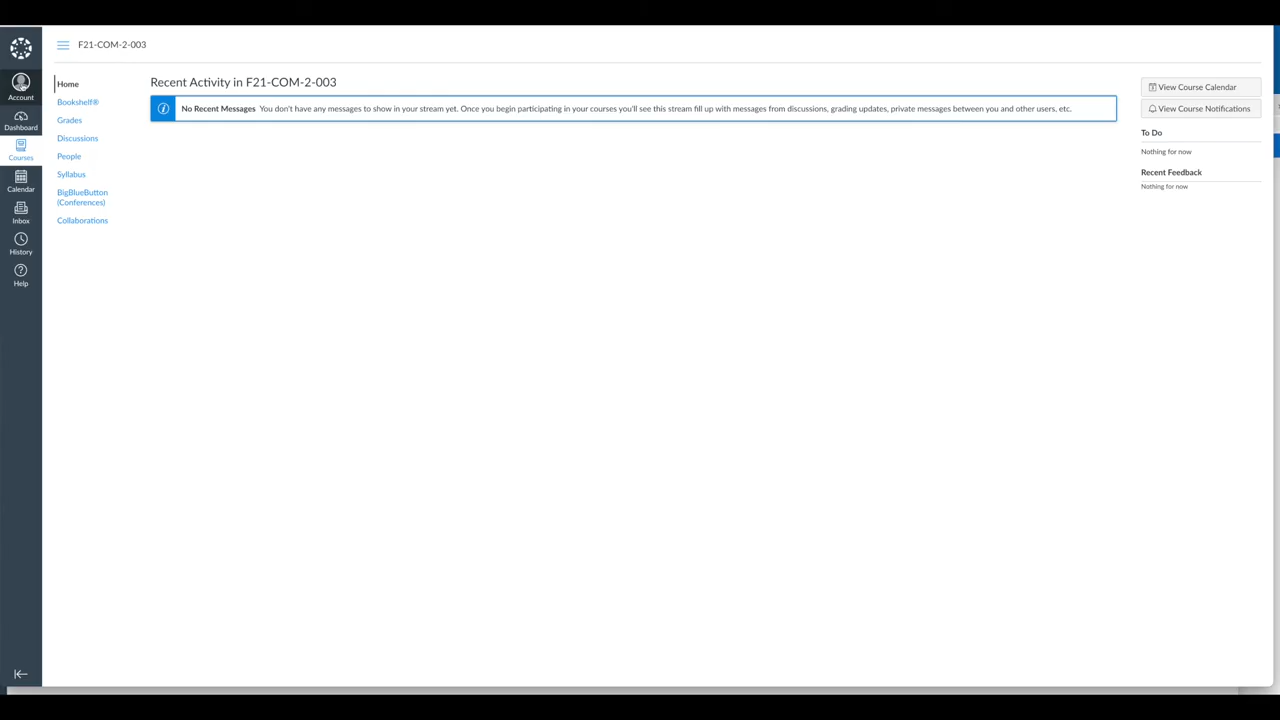 F21-COM-2-003
Account
Dashboard
Courses
Calendar
Inbox
History
Help
Home
Bookshelf®
Grades
Discussions
People
Syllabus
BigBlueButton
(Conferences)
Collaborations
Recent Activity in F21-COM-2-003
No Recent Messages You don't have any messages to show in your stream yet. Once you begin participating in your courses you'll see this stream fill up with messages from discussions, grading updates, private messages between you and other users, etc.
View Course Calendar
View Course Notifications
To Do
Nothing for now
Recent Feedback
Nothing for now